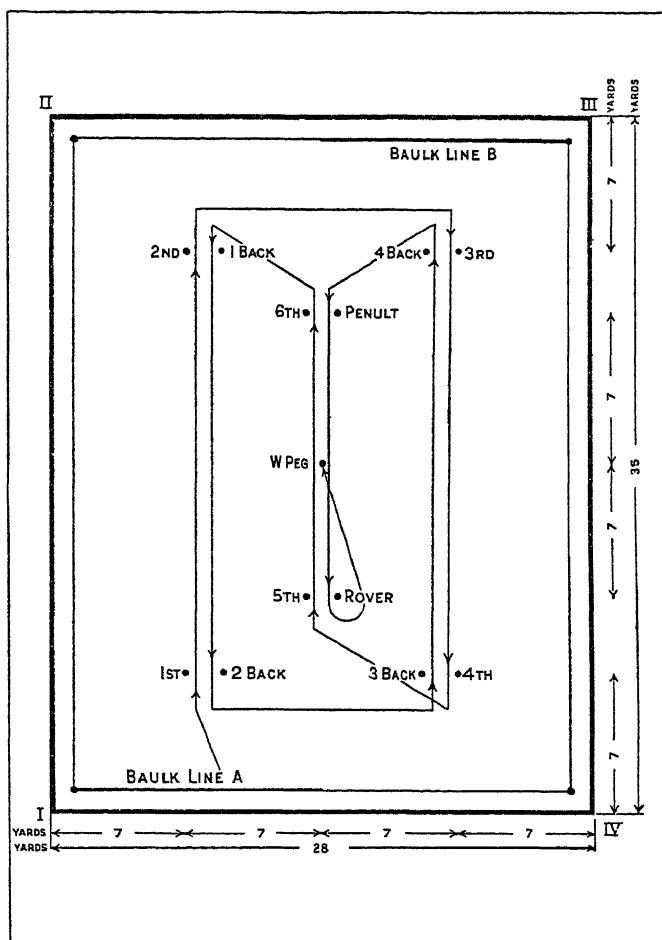 II III YARDS YARDS
BAULK LINE B
7
2ND 1 BACK 4 BACK 3RD
6TH PENULT
7
W PEG
35
7
5TH ROVER
1ST 2 BACK 3 BACK 4TH
7
BAULK LINE A
I IV
YARDS 7 7 7 7
YARDS 28